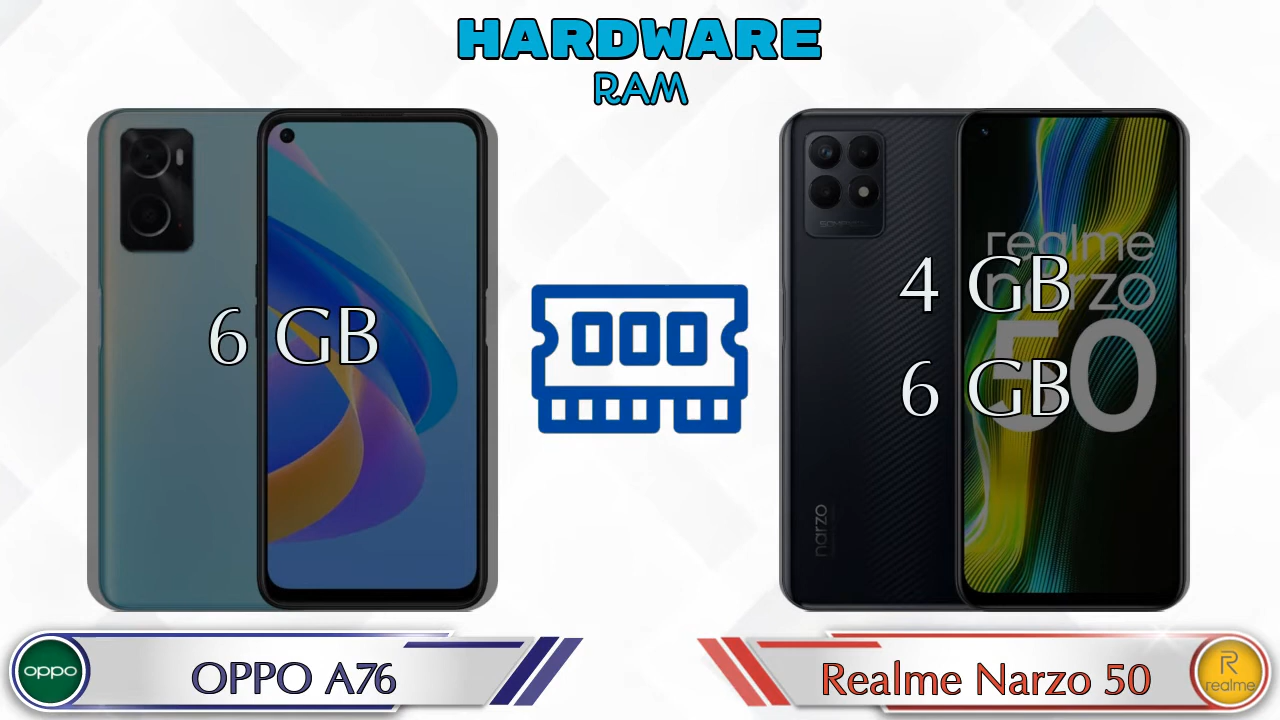 HARDWARE
RAM
6 GB
realme
narzo
50
4 GB
6 GB
narzo
oppo
OPPO A76
Realme Narzo 50
R
realme